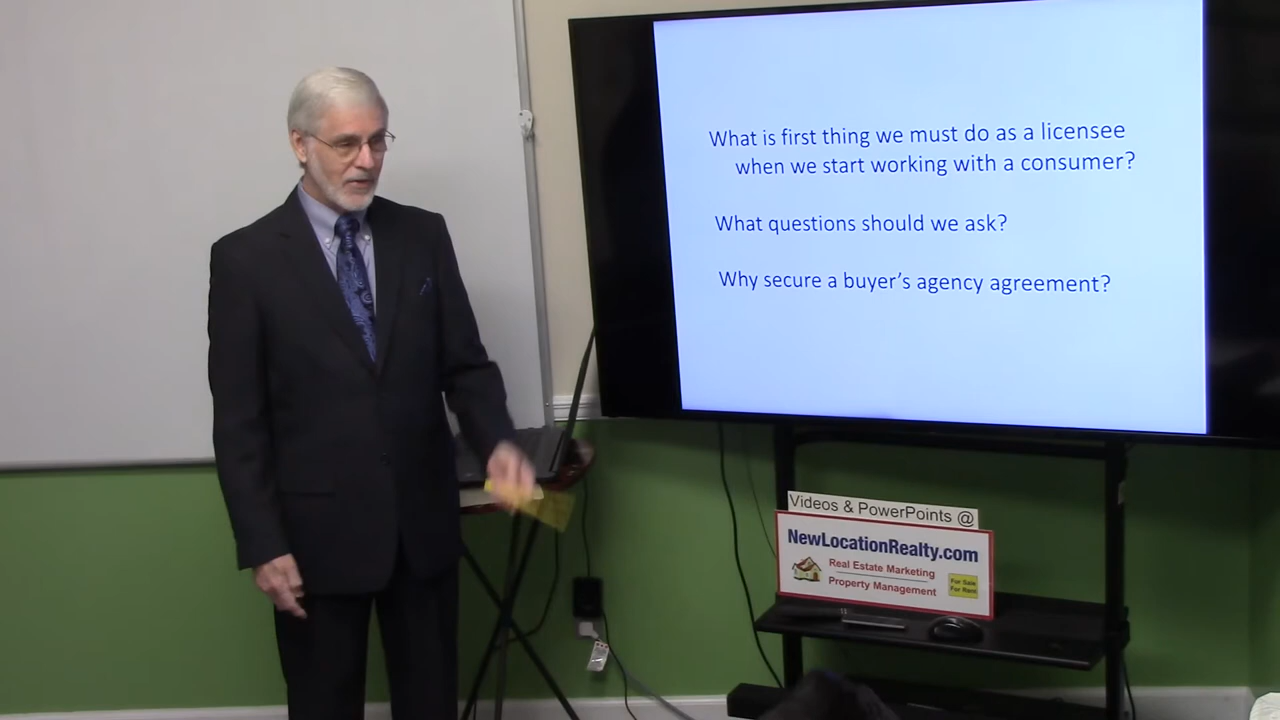 What is first thing we must do as a licensee
when we start working with a consumer?
What questions should we ask?
Why secure a buyer's agency agreement?
Videos & PowerPoints @
NewLocationRealty.com
Real Estate Marketing
Property Management
For Sale
For Rent